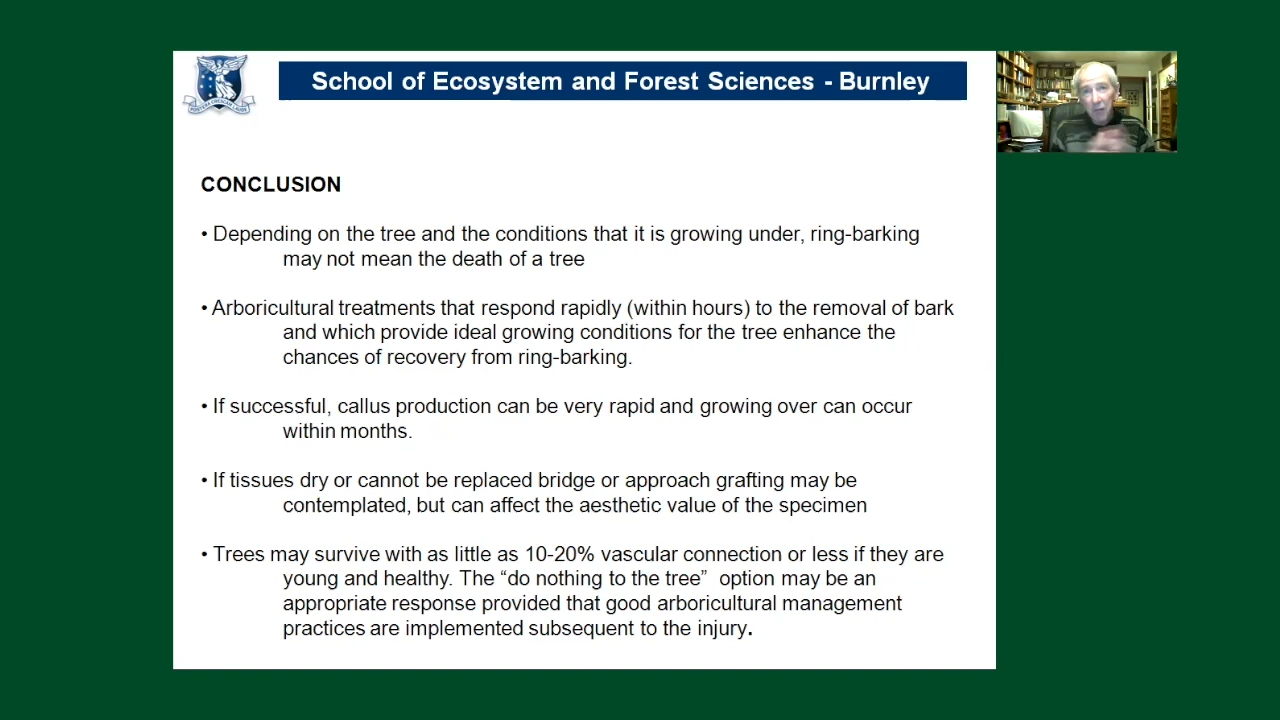 School of Ecosystem and Forest Sciences - Burnley
CONCLUSION
• Depending on the tree and the conditions that it is growing under, ring-barking
may not mean the death of a tree
• Arboricultural treatments that respond rapidly (within hours) to the removal of bark
and which provide ideal growing conditions for the tree enhance the
chances of recovery from ring-barking.
• If successful, callus production can be very rapid and growing over can occur
within months.
• If tissues dry or cannot be replaced bridge or approach grafting may be
contemplated, but can affect the aesthetic value of the specimen
• Trees may survive with as little as 10-20% vascular connection or less if they are
young and healthy. The “do nothing to the tree” option may be an
appropriate response provided that good arboricultural management
practices are implemented subsequent to the injury.